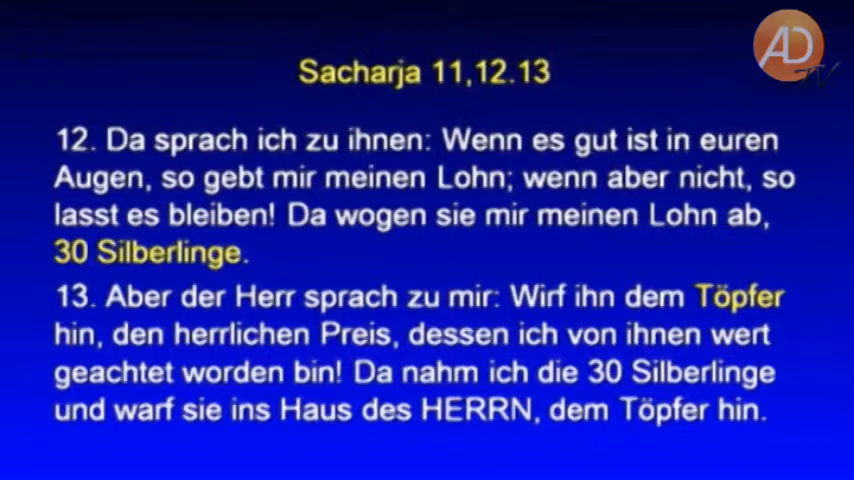 AD
TV
Sacharja 11,12.13
12. Da sprach ich zu ihnen: Wenn es gut ist in euren
Augen, so gebt mir meinen Lohn; wenn aber nicht, so
lasst es bleiben! Da wogen sie mir meinen Lohn ab,
30 Silberlinge.
13. Aber der Herr sprach zu mir: Wirf ihn dem Töpfer
hin, den herrlichen Preis, dessen ich von ihnen wert
geachtet worden bin! Da nahm ich die 30 Silberlinge
und warf sie ins Haus des HERRN, dem Töpfer hin.